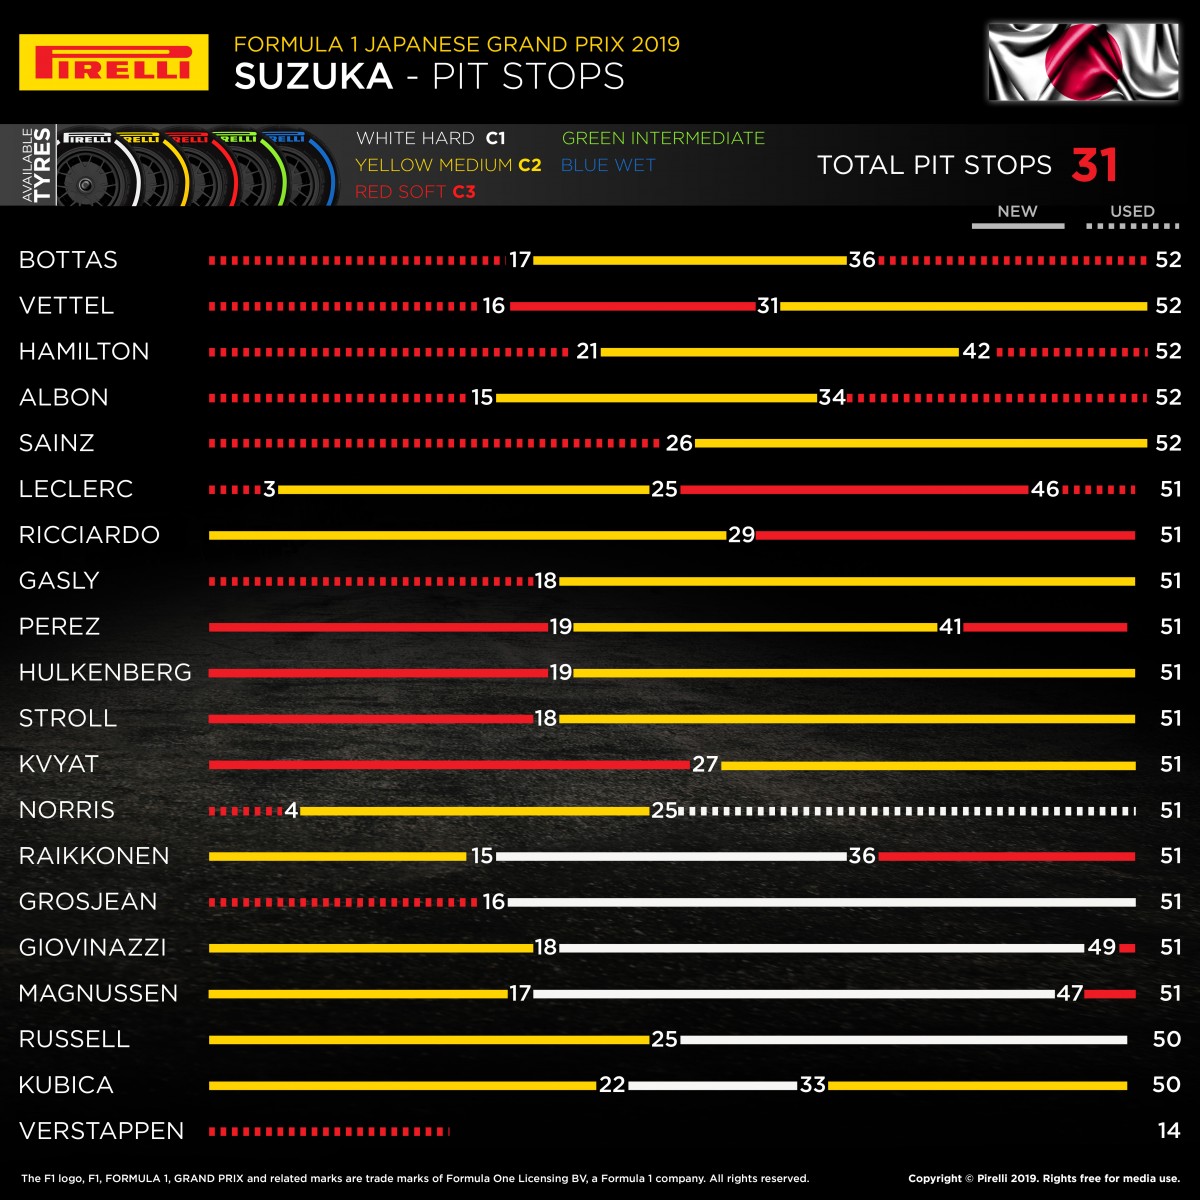 PIRELLI
FORMULA 1 JAPANESE GRAND PRIX 2019
SUZUKA - PIT STOPS
AVAILABLE
TYRES
PIRELLI PIRELLI PIRELLI PIRELLI PIRELLI
WHITE HARD C1
YELLOW MEDIUM C2
RED SOFT C3
GREEN INTERMEDIATE
BLUE WET
TOTAL PIT STOPS 31
NEW USED
BOTTAS 17 36 52
VETTEL 16 31 52
HAMILTON 21 42 52
ALBON 15 34 52
SAINZ 26 52
LECLERC 3 25 46 51
RICCIARDO 29 51
GASLY 18 51
PEREZ 19 41 51
HULKENBERG 19 51
STROLL 18 51
KVYAT 27 51
NORRIS 4 25 51
RAIKKONEN 15 36 51
GROSJEAN 16 51
GIOVINAZZI 18 49 51
MAGNUSSEN 17 47 51
RUSSELL 25 50
KUBICA 22 33 50
VERSTAPPEN 14
The F1 logo, F1, FORMULA 1, GRAND PRIX and related marks are trade marks of Formula One Licensing BV, a Formula 1 company. All rights reserved.
Copyright © Pirelli 2019. Rights free for media use.